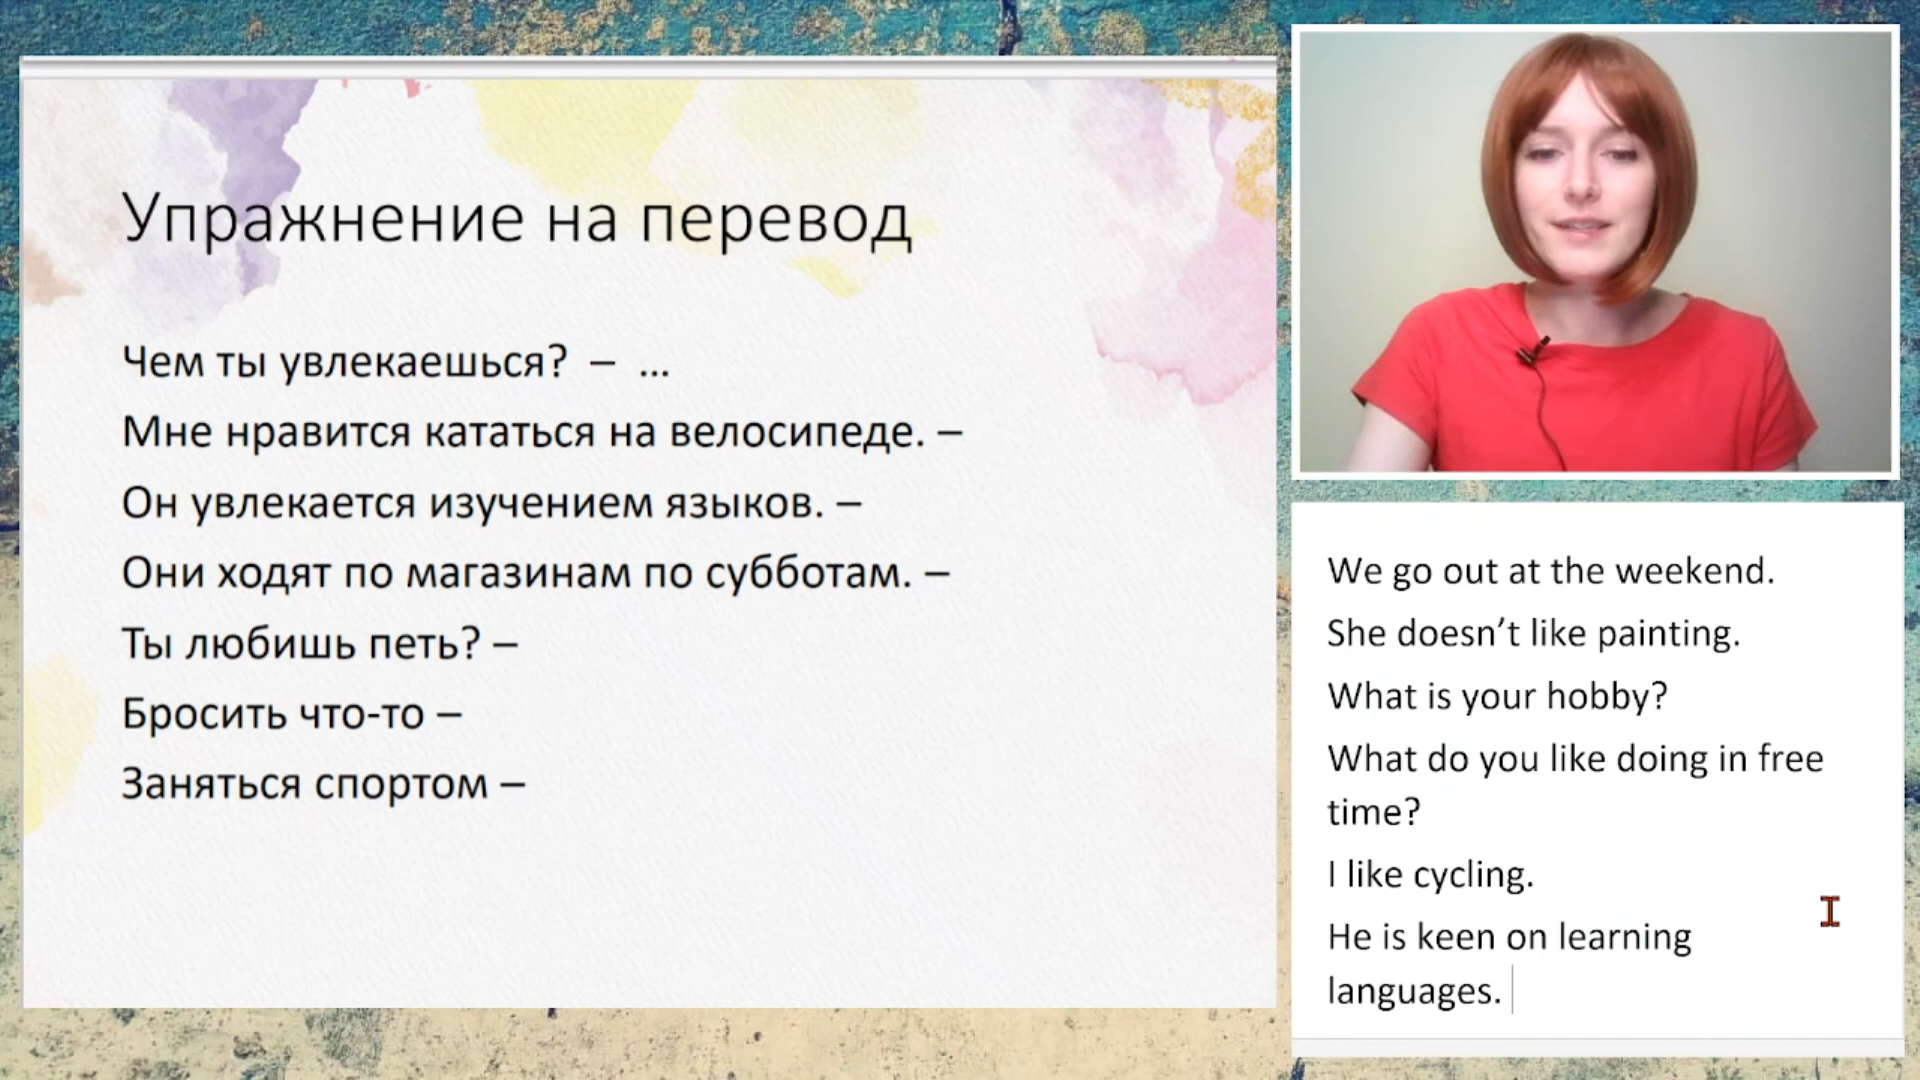 Упражнение на перевод
Чем ты увлекаешься? – ...
Мне нравится кататься на велосипеде. –
Он увлекается изучением языков. –
Они ходят по магазинам по субботам. –
Ты любишь петь? –
Бросить что-то –
Заняться спортом –
We go out at the weekend.
She doesn’t like painting.
What is your hobby?
What do you like doing in free
time?
I like cycling.
He is keen on learning
languages.